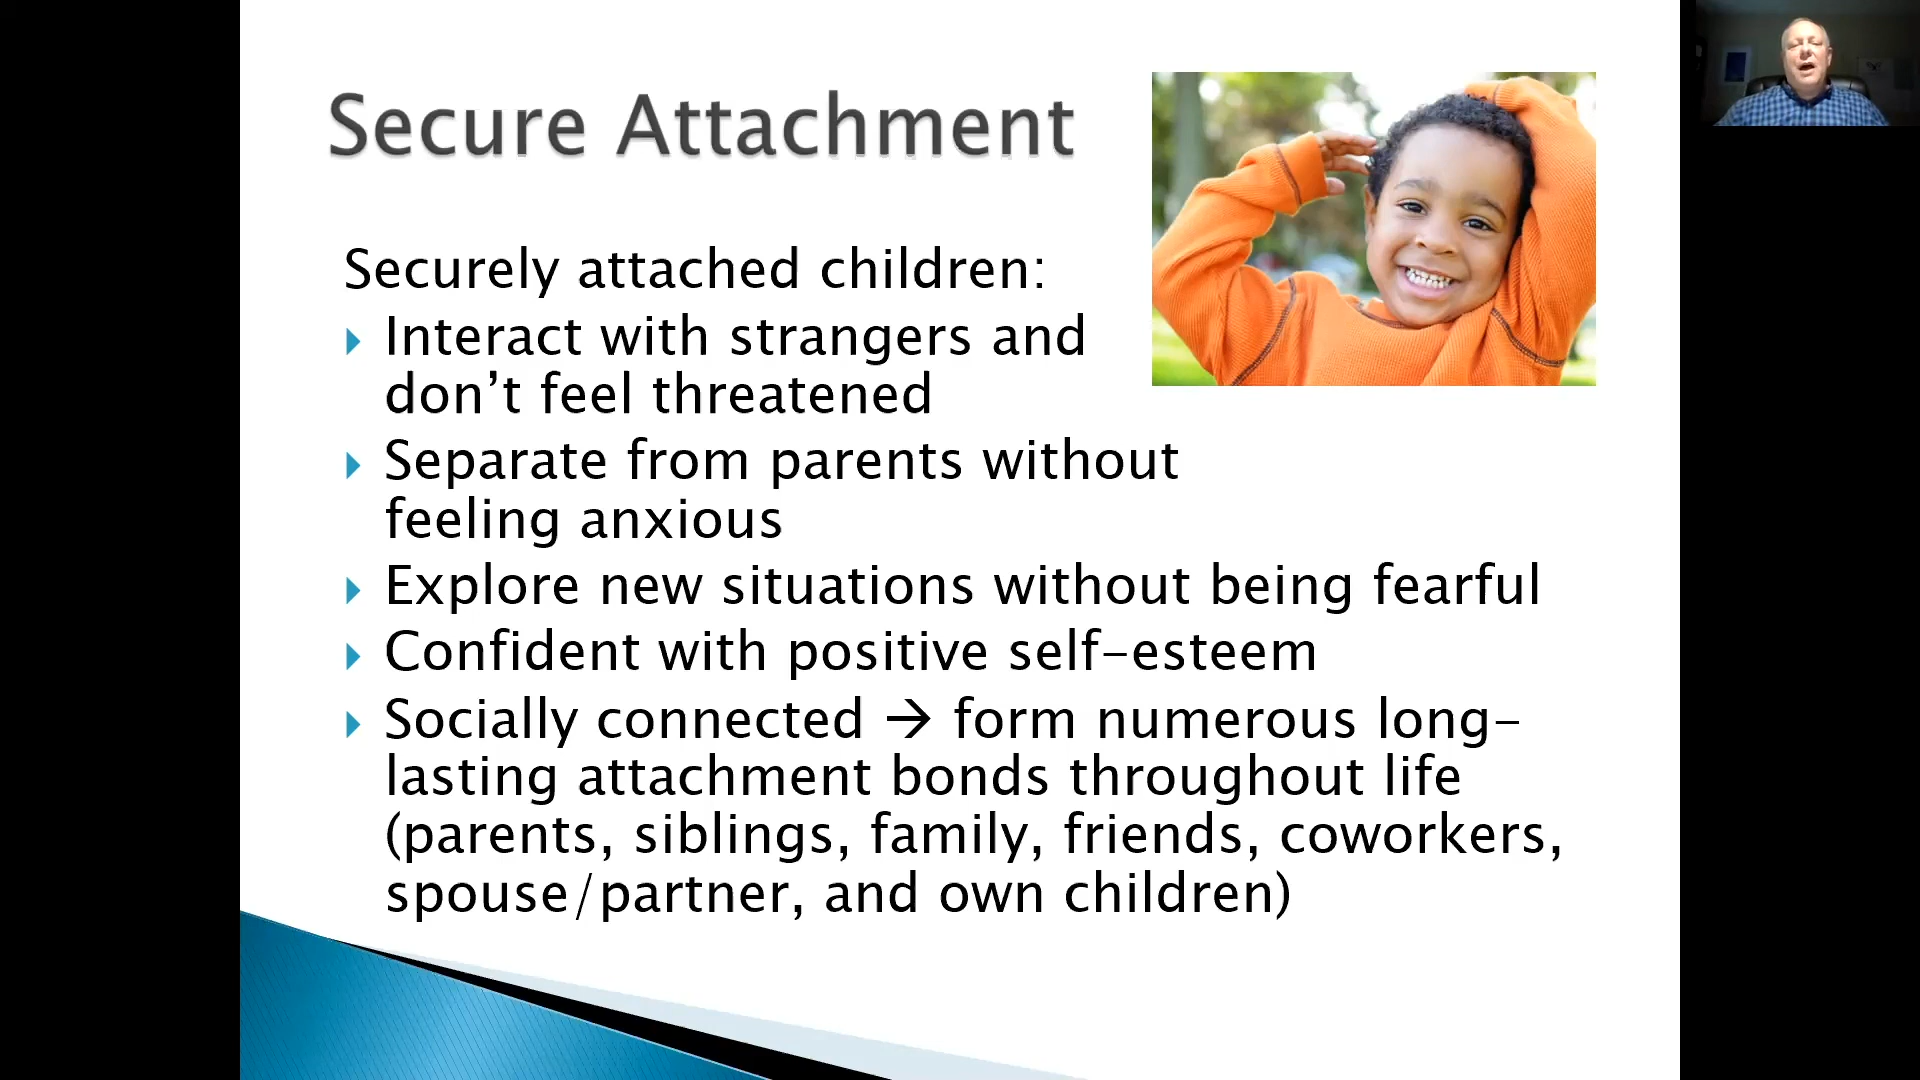 Secure Attachment
Securely attached children:
Interact with strangers and
don’t feel threatened
Separate from parents without
feeling anxious
Explore new situations without being fearful
Confident with positive self-esteem
Socially connected → form numerous long-
lasting attachment bonds throughout life
(parents, siblings, family, friends, coworkers,
spouse/partner, and own children)